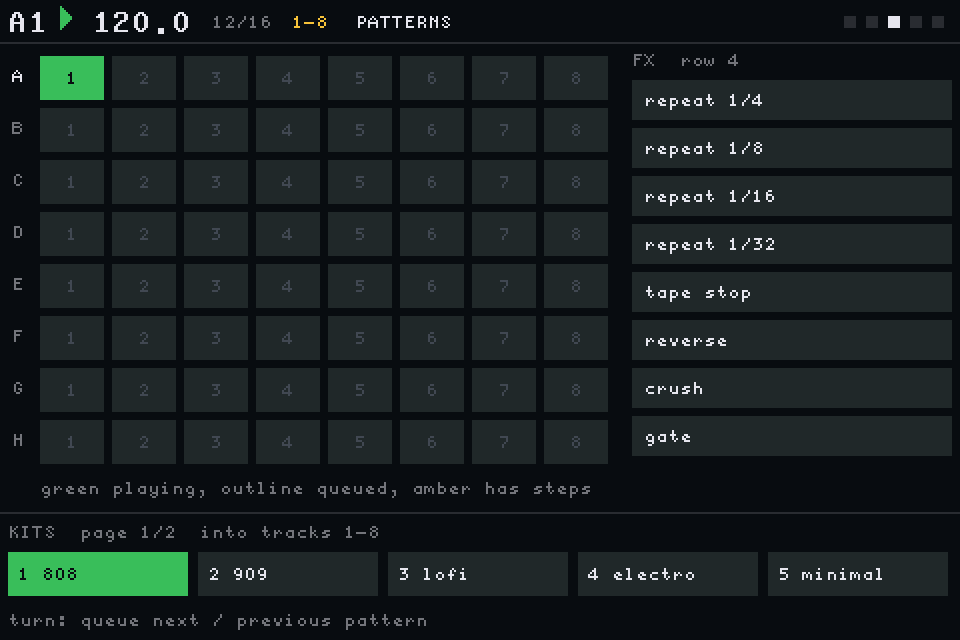 A1 120.0 12/16 1-8 PATTERNS
FX row 4
A 1 2 3 4 5 6 7 8
repeat 1/4
B 1 2 3 4 5 6 7 8
repeat 1/8
C 1 2 3 4 5 6 7 8
repeat 1/16
D 1 2 3 4 5 6 7 8
repeat 1/32
E 1 2 3 4 5 6 7 8
tape stop
F 1 2 3 4 5 6 7 8
reverse
G 1 2 3 4 5 6 7 8
crush
H 1 2 3 4 5 6 7 8
gate
green playing, outline queued, amber has steps
KITS page 1/2 into tracks 1-8
1 808 2 909 3 lofi 4 electro 5 minimal
turn: queue next / previous pattern